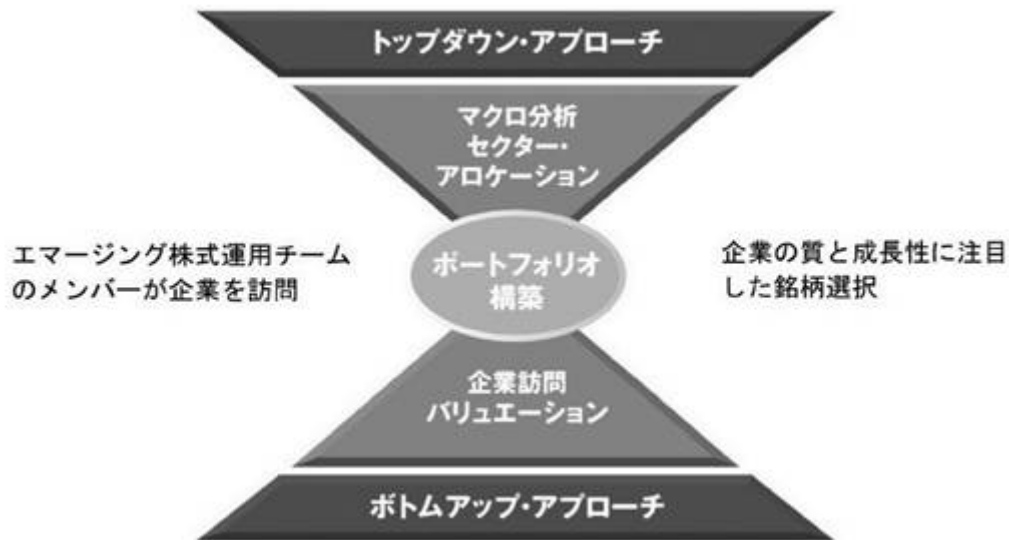 トップダウン・アプローチ
マクロ分析
セクター・
アロケーション
エマージング株式運用チーム
のメンバーが企業を訪問
ポートフォリオ
構築
企業の質と成長性に注目
した銘柄選択
企業訪問
バリュエーション
ボトムアップ・アプローチ